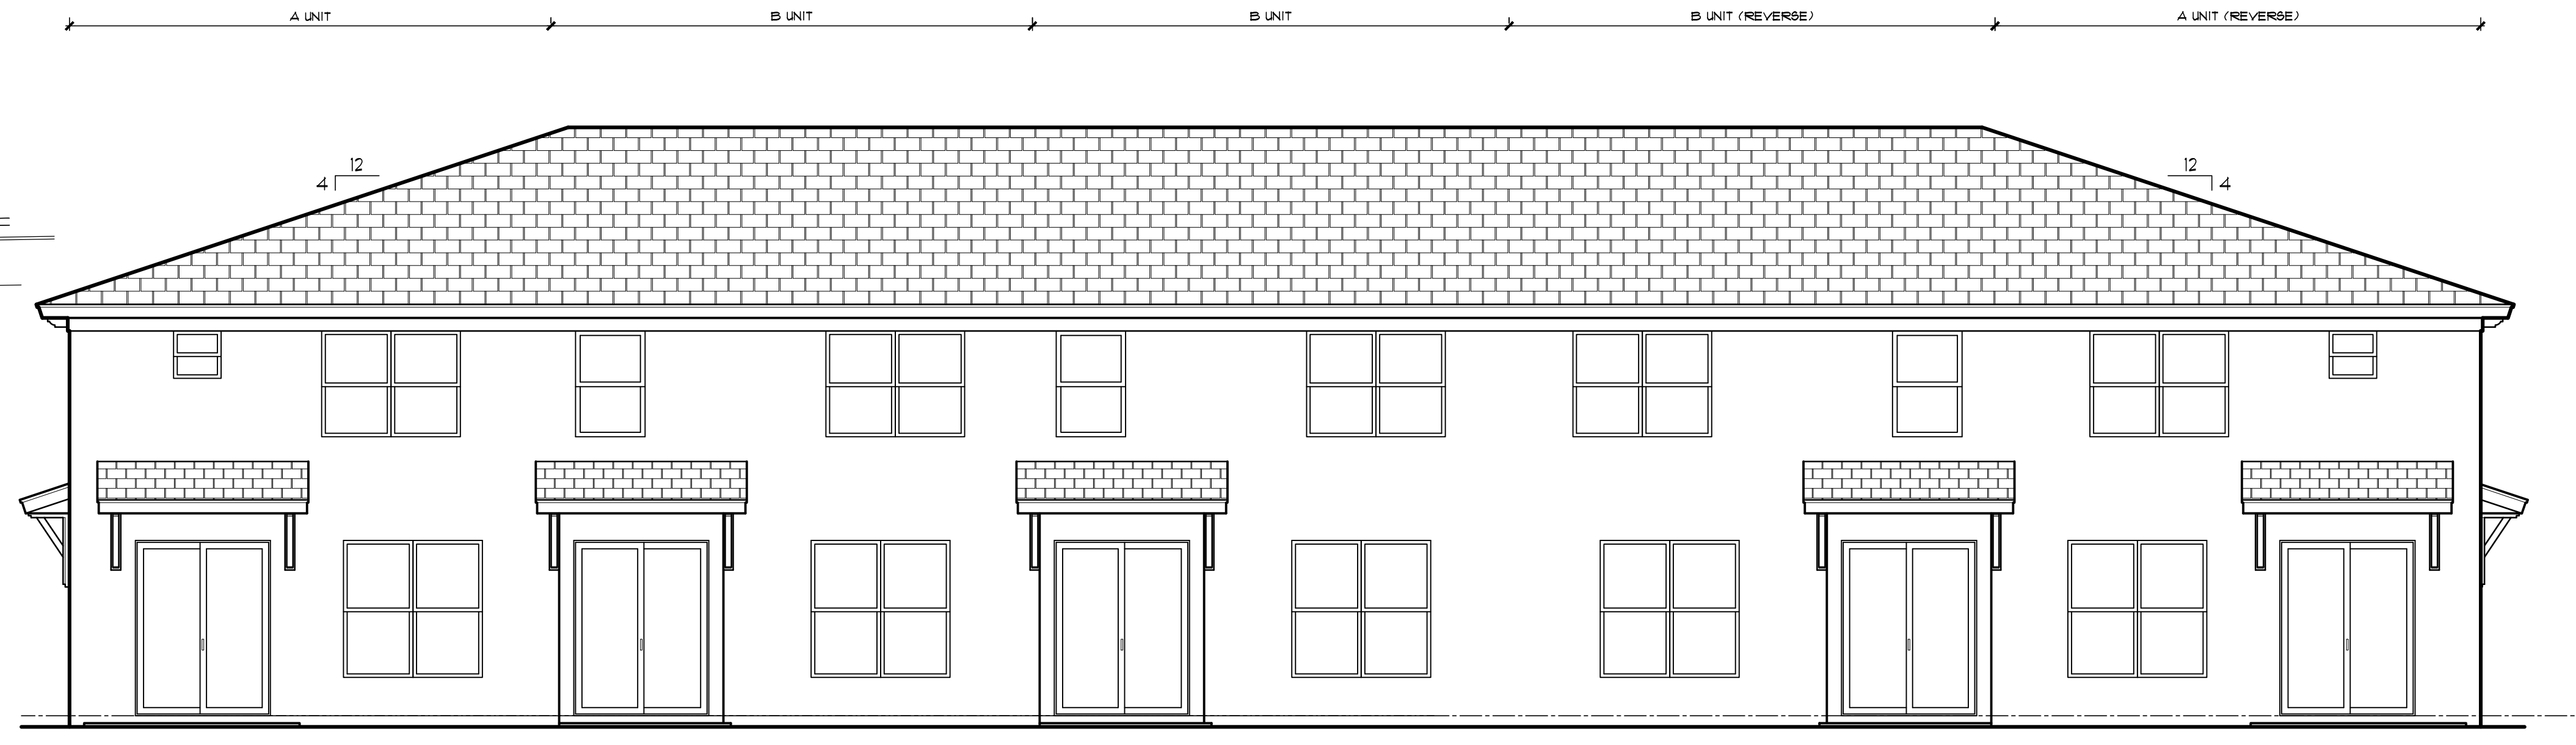 A UNIT
B UNIT
B UNIT
B UNIT (REVERSE)
A UNIT (REVERSE)
12
4
12
4